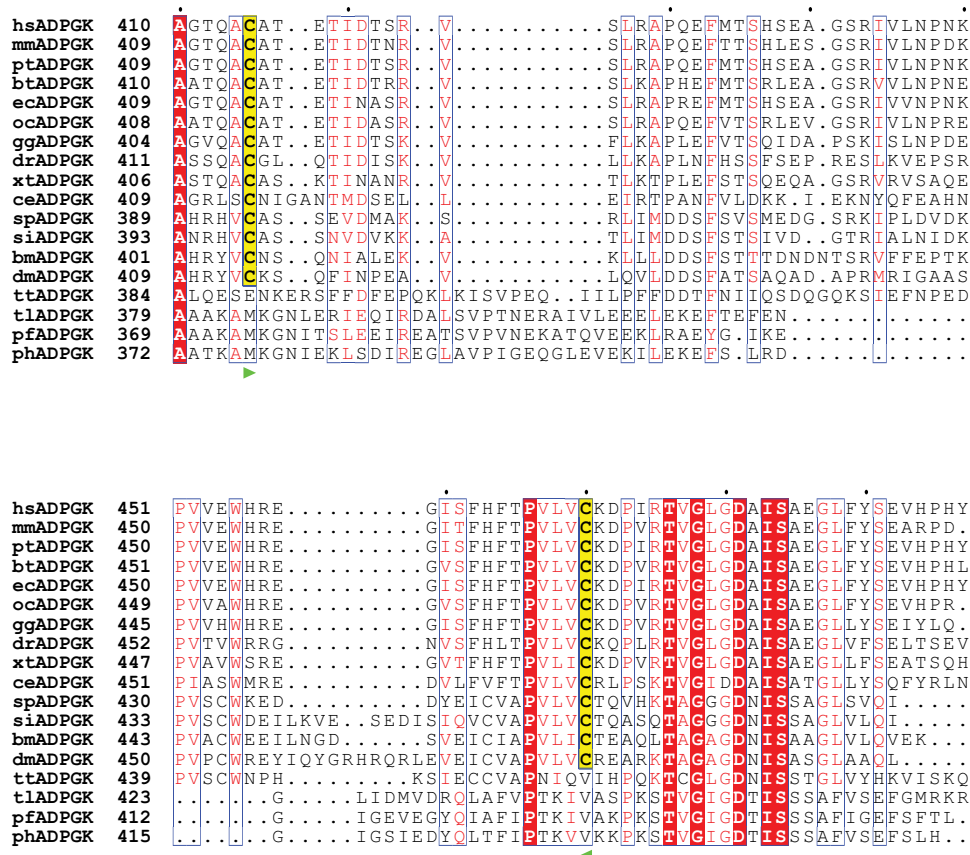 hsADPGK 410 AGTQACAT..ETIDTSR..V...........SLRAPQEFMTSHSEA.GSRIVLNPNK
mmADPGK 409 AGTQACAT..ETIDTNR..V...........SLRAPQEFTTSHLES.GSRIVLNPDK
ptADPGK 409 AGTQACAT..ETIDTSR..V...........SLRAPQEFMTSHSEA.GSRIVLNPNK
btADPGK 410 AATQACAT..ETIDTRR..V...........SLKAPHEFMTSRLEA.GSRIVLNPNE
ecADPGK 409 AGTQACAT..ETINASR..V...........SLRAPREFMTSHSEA.GSRIVVNPNK
ocADPGK 408 AATQACAT..ETIDASR..V...........SLRAPQEFVTSRLEV.GSRIVLNPRE
ggADPGK 404 AGVQACAT..ETIDTSK..V...........FLKAPLEFVTSQIDA.PSKISLNPDE
drADPGK 411 ASSQACGL..QTIDISK..V...........LLKAPLNFHSSFSEP.RESLKVEPSR
xtADPGK 406 ASTQACAS..KTINANR..V...........TLKTPLEFSTSQEQA.GSRVRVSAQE
ceADPGK 409 AGRLSCNIGANTMDSEL..L...........EIRTPANFVLDKK.I.EKNYQFEAHN
spADPGK 389 AHRHVCAS..SEVDMAK..S...........RLIMDDSFSVSMEDG.SRKIPLDVDK
siADPGK 393 ANRHVCAS..SNVDVKK..A...........TLIMDDSFSTSIVD..GTRIALNIDK
bmADPGK 401 AHRYVCNS..QNIALEK..V...........KLLLDDSFSTTTDNDNTSRVFFEPTK
dmADPGK 409 AHRYVCKS..QFINPEA..V...........LQVLDDSFATSAQAD.APRMRIGAAS
ttADPGK 384 ALQESENKERSFFDFEPQKLKISVPEQ..IILPFFDDTFNIIQSDQGQKSIEFNPED
tlADPGK 379 AAAKAMKGNLERIEQIRDALSVPTNERAIVLEEELEKEFTEFEN.............
pfADPGK 369 AAAKAMKGNITSLEEIREATSVPVNEKATQVEEKLRAEYG.IKE.............
phADPGK 372 AATKAMKGNIEKLSDIREGLAVPIGEQGLEVEKILEKEFS.LRD.............
hsADPGK 451 PVVEWHRE..........GISFHFTPVLVCKDPIRTVGLGDAISAEGLFYSEVHPHY
mmADPGK 450 PVVEWHRE..........GITFHFTPVLVCKDPIRTVGLGDAISAEGLFYSEARPD.
ptADPGK 450 PVVEWHRE..........GISFHFTPVLVCKDPIRTVGLGDAISAEGLFYSEVHPHY
btADPGK 451 PVVEWHRE..........GVSFHFTPVLVCKDPVRTVGLGDAISAEGLFYSEVHPHL
ecADPGK 450 PVVEWHRE..........GISFHFTPVLVCKDPIRTVGLGDAISAEGLFYSEVHPHY
ocADPGK 449 PVVAWHRE..........GVSFHFTPVLVCKDPVRTVGLGDAISAEGLFYSEVHPR.
ggADPGK 445 PVVHWHRE..........GISFHFTPVLVCKDPVRTVGLGDAISAEGLLYSEIYLQ.
drADPGK 452 PVTVWRRG..........NVSFHLTPVLVCKQPLRTVGLGDAISAEGLVFSELTSEV
xtADPGK 447 PVAVWSRE..........GVTFHFTPVLICKDPVRTVGLGDAISAEGLLFSEATSQH
ceADPGK 451 PIASWMRE..........DVLFVFTPVLVCRLPSKTVGIDDAISATGLLYSQFYRLN
spADPGK 430 PVSCWKED..........DYEICVAPVLVCTQVHKTAGGGDNISSAGLSVQI.....
siADPGK 433 PVSCWDEILKVE..SEDISIQVCVAPVLVCTQASQTAGGGDNISSAGLSVQI.....
bmADPGK 443 PVACWEEILNGD......SVEICIAPVLICTEAQLTAGAGDNISAAGLVLQVEK...
dmADPGK 450 PVPCWREYIQYGRHRQRLEVEICVAPVLVCREARKTAGAGDNISASGLAAQL.....
ttADPGK 439 PVSCWNPH.........KSIECCVAPNIQVIHPQKTCGLGDNISSTGLVYHKVISKQ
tlADPGK 423 .......G.....LIDMVDRQLAFVPTKIVASPKSTVGIGDTISSSAFVSEFGMRKR
pfADPGK 412 .......G.....IGEVEGYQIAFIPTKIVAKPKSTVGIGDTISSSAFIGEFSFTL.
phADPGK 415 .......G.....IGSIEDYQLTFIPTKVVKKPKSTVGIGDTISSSAFVSEFSLH..